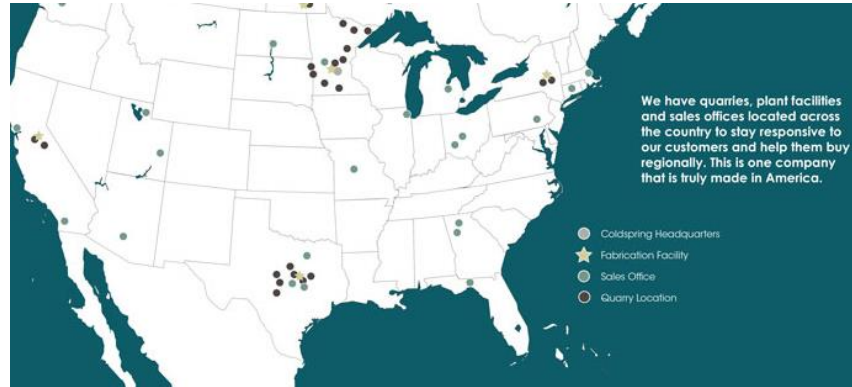 We have quarries, plant facilities
and sales offices located across
the country to stay responsive to
our customers and help them buy
regionally. This is one company
that is truly made in America.
Coldspring Headquarters
Fabrication Facility
Sales Office
Quarry Location